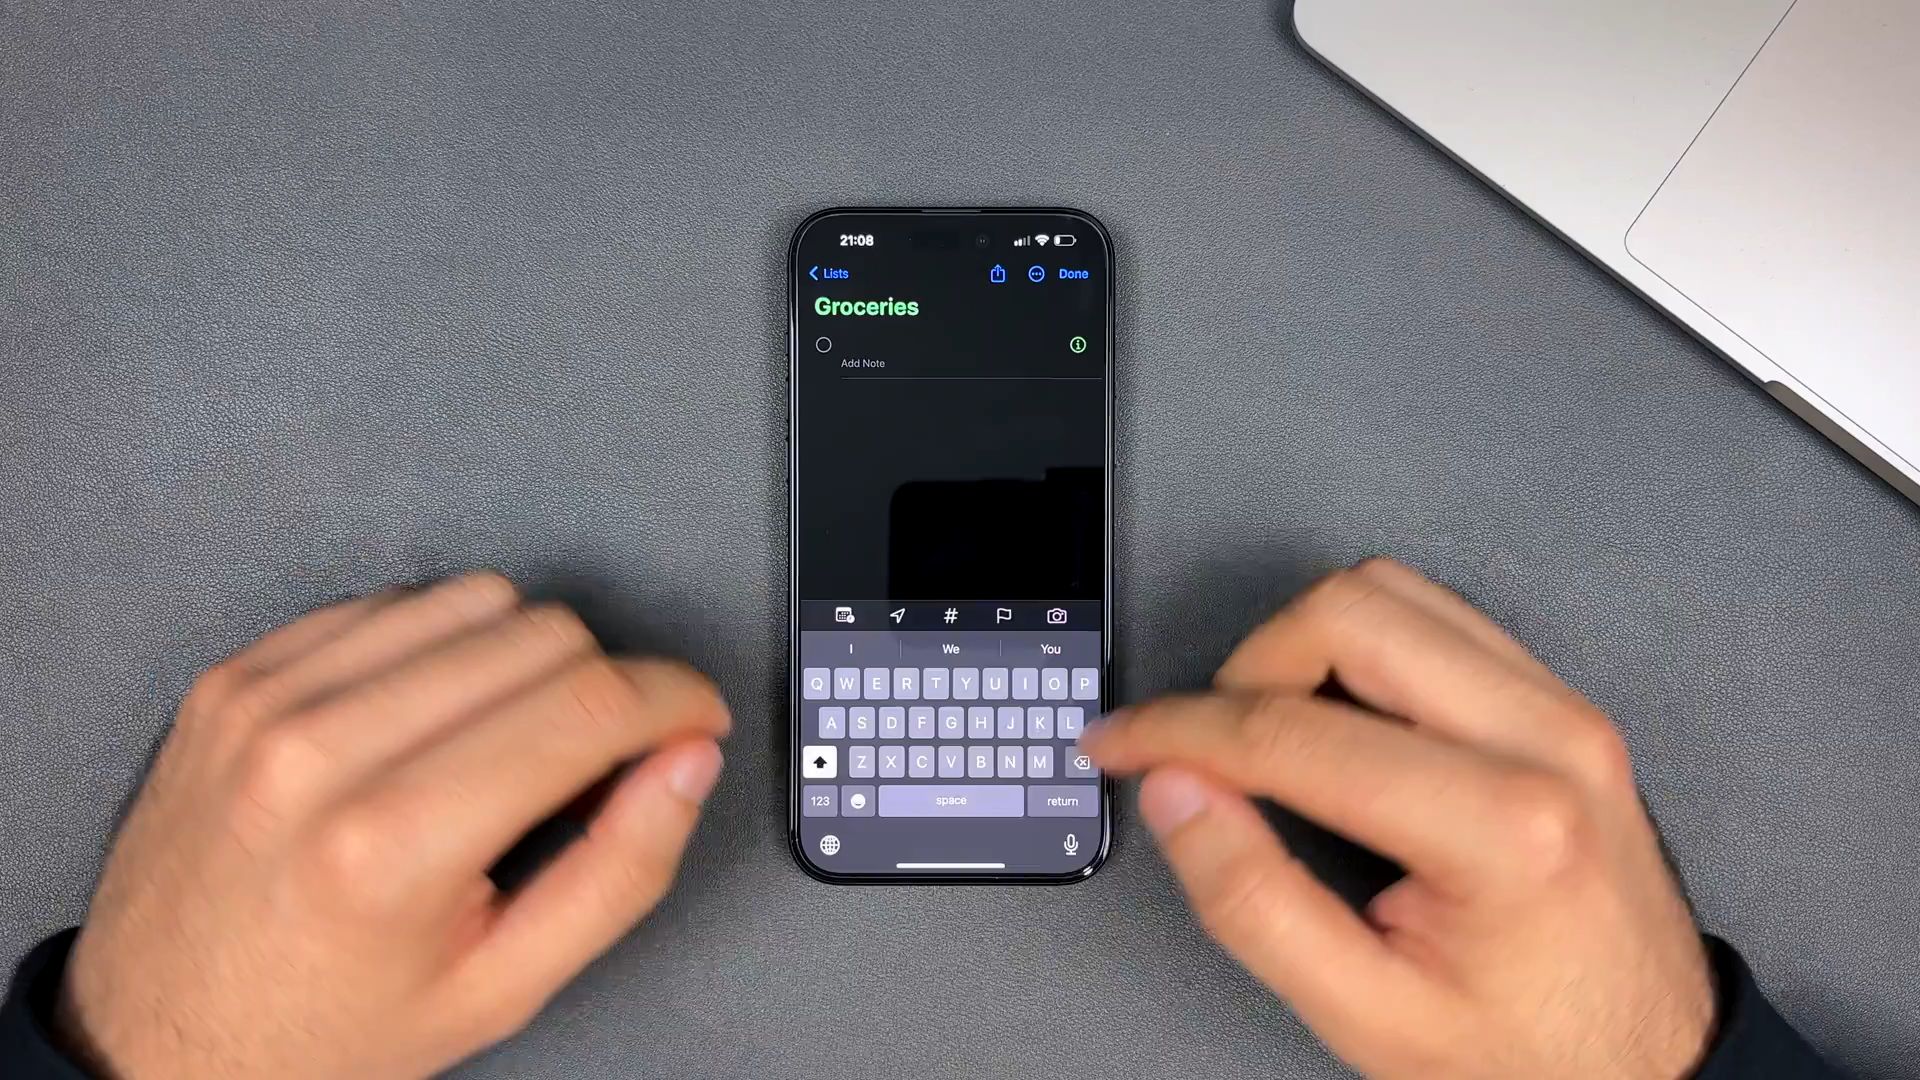 21:08
Lists
Done
Groceries
Add Note
I We You
Q W E R T Y U I O P
A S D F G H J K L
Z X C V B N M
123 space return